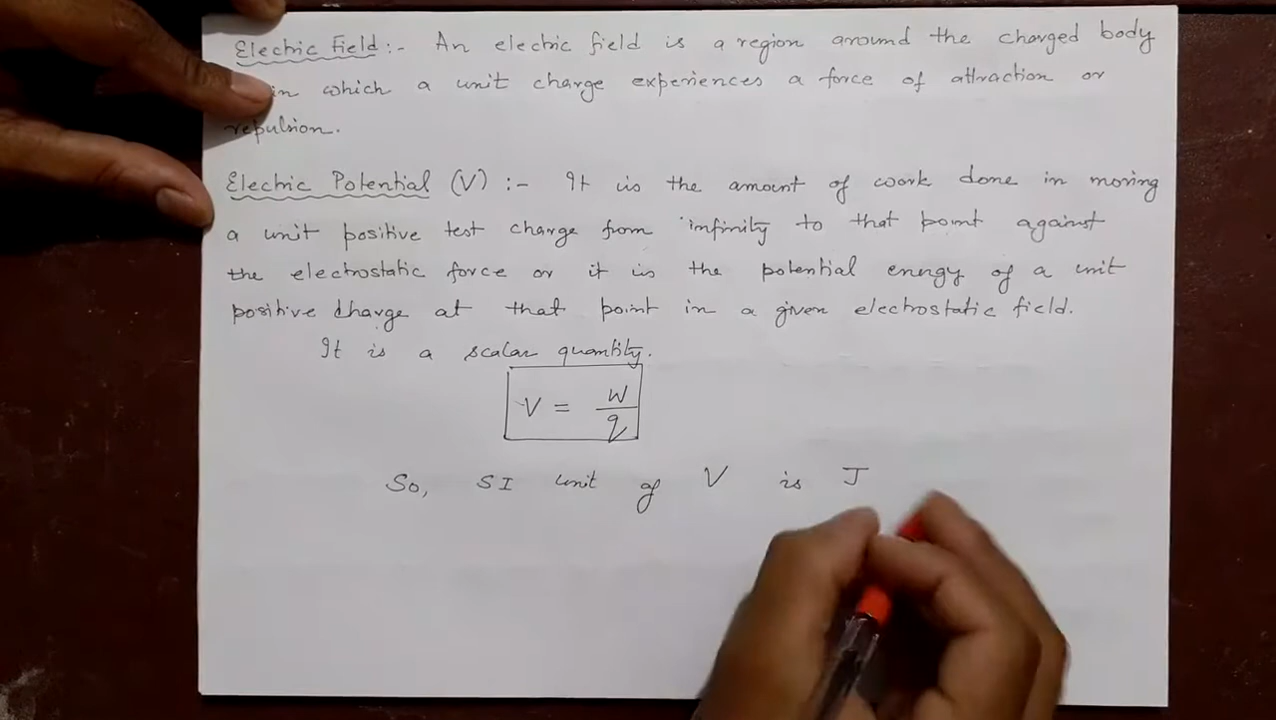 Electric Field :- An electric field is a region around the charged body
in which a unit charge experiences a force of attraction or
repulsion.
Electric Potential (V) :- It is the amount of work done in moving
a unit positive test charge from infinity to that point against
the electrostatic force or it is the potential energy of a unit
positive charge at that point in a given electrostatic field.
It is a scalar quantity.
V = W/q
So, SI unit of V is J